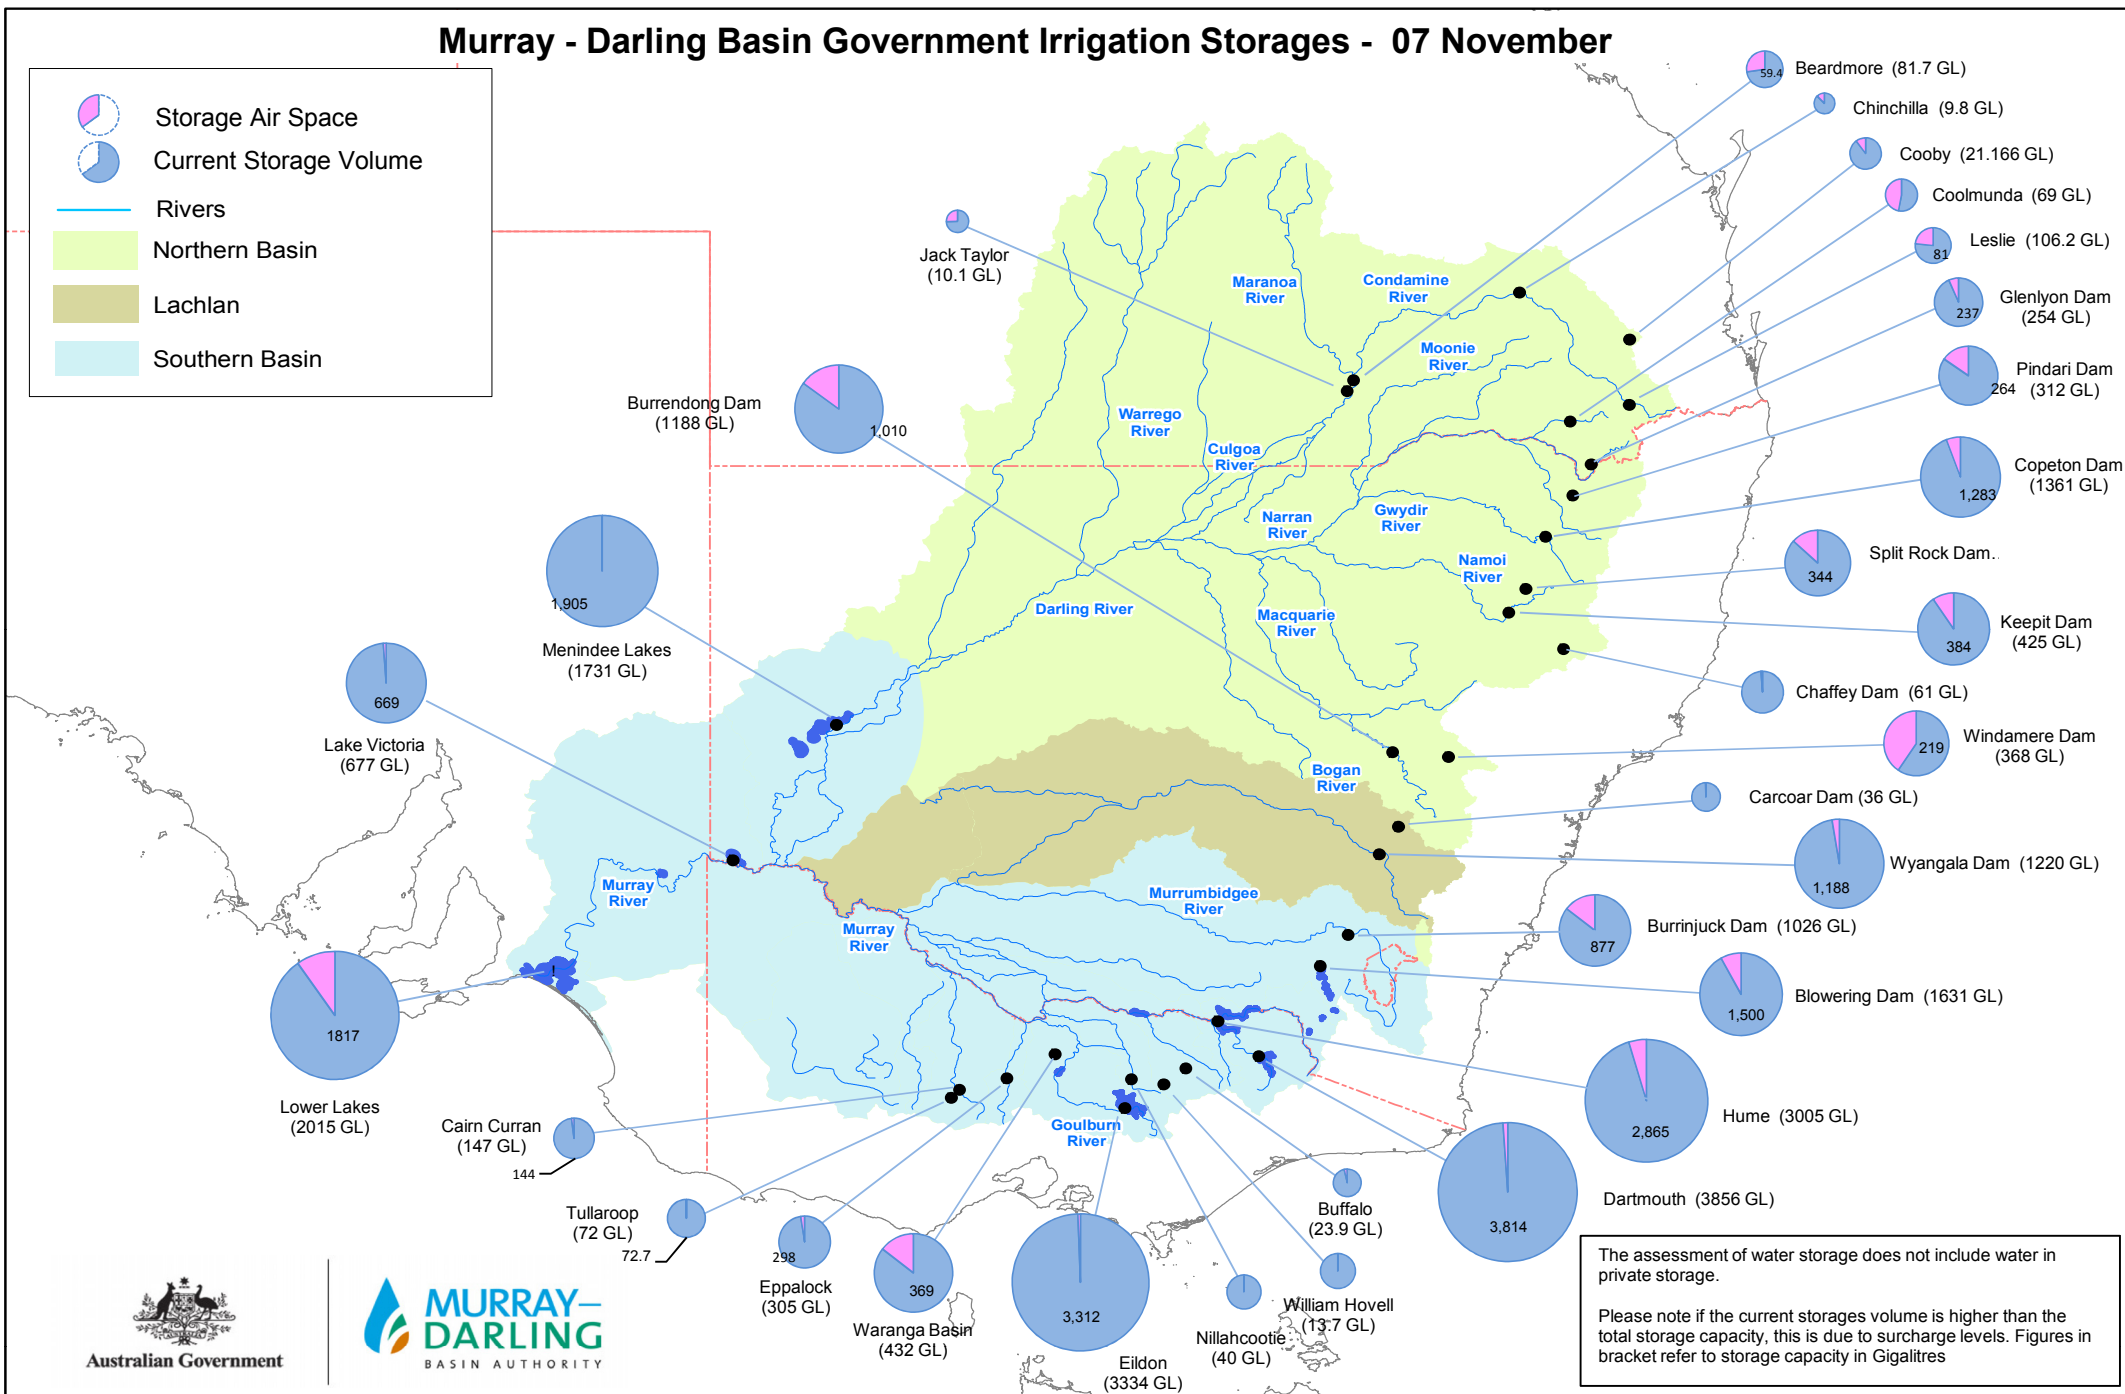 Murray - Darling Basin Government Irrigation Storages - 07 November
Storage Air Space
Current Storage Volume
Rivers
Northern Basin
Lachlan
Southern Basin
59.4
Beardmore (81.7 GL)
Chinchilla (9.8 GL)
Cooby (21.166 GL)
Coolmunda (69 GL)
Leslie (106.2 GL)
81
Glenlyon Dam
(254 GL)
237
Pindari Dam
(312 GL)
264
Copeton Dam
(1361 GL)
1,283
Split Rock Dam..
344
Keepit Dam
(425 GL)
384
Chaffey Dam (61 GL)
Windamere Dam
(368 GL)
219
Carcoar Dam (36 GL)
Wyangala Dam (1220 GL)
1,188
Burrinjuck Dam (1026 GL)
877
Blowering Dam (1631 GL)
1,500
Hume (3005 GL)
2,865
Dartmouth (3856 GL)
3,814
Jack Taylor
(10.1 GL)
Burrendong Dam
(1188 GL)
1,010
1,905
Menindee Lakes
(1731 GL)
669
Lake Victoria
(677 GL)
1817
Lower Lakes
(2015 GL)
Cairn Curran
(147 GL)
144
Tullaroop
(72 GL)
72.7
298
Eppalock
(305 GL)
369
Waranga Basin
(432 GL)
3,312
Eildon
(3334 GL)
Nillahcootie
(40 GL)
William Hovell
(13.7 GL)
Buffalo
(23.9 GL)
Maranoa
River
Condamine
River
Moonie
River
Warrego
River
Culgoa
River
Narran
River
Gwydir
River
Namoi
River
Darling River
Macquarie
River
Bogan
River
Murray
River
Murray
River
Murrumbidgee
River
Goulburn
River
!
Australian Government
MURRAY–
DARLING
BASIN AUTHORITY
The assessment of water storage does not include water in
private storage.
Please note if the current storages volume is higher than the
total storage capacity, this is due to surcharge levels. Figures in
bracket refer to storage capacity in Gigalitres